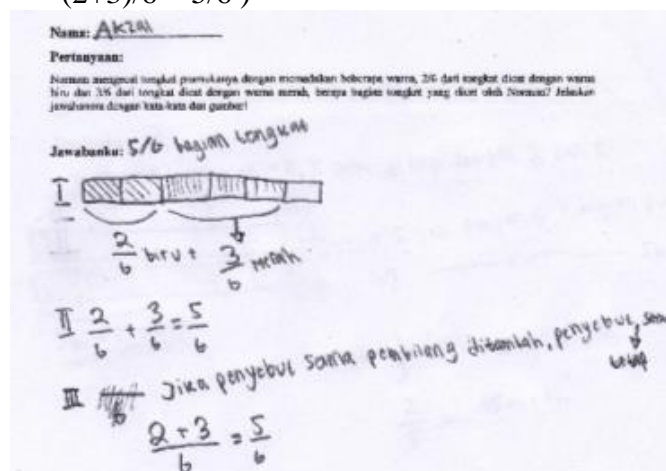 (2+3)/6 = 5/6 )
Nama: Akzal
Pertanyaan:
Norman mengecat tongkat pramukanya dengan memadukan beberapa warna, 2/6 dari tongkat dicat dengan warna
biru dan 3/6 dari tongkat dicat dengan warna merah, berapa bagian tongkat yang dicat oleh Norman? Jelaskan
jawabanmu dengan kata-kata dan gambar!
Jawabanku: 5/6 bagian tongkat
I
2/6 biru + 3/6 merah
II 2/6 + 3/6 = 5/6
III Jika penyebut sama pembilang ditambah, penyebut, sama
tetap
2+3/6 = 5/6